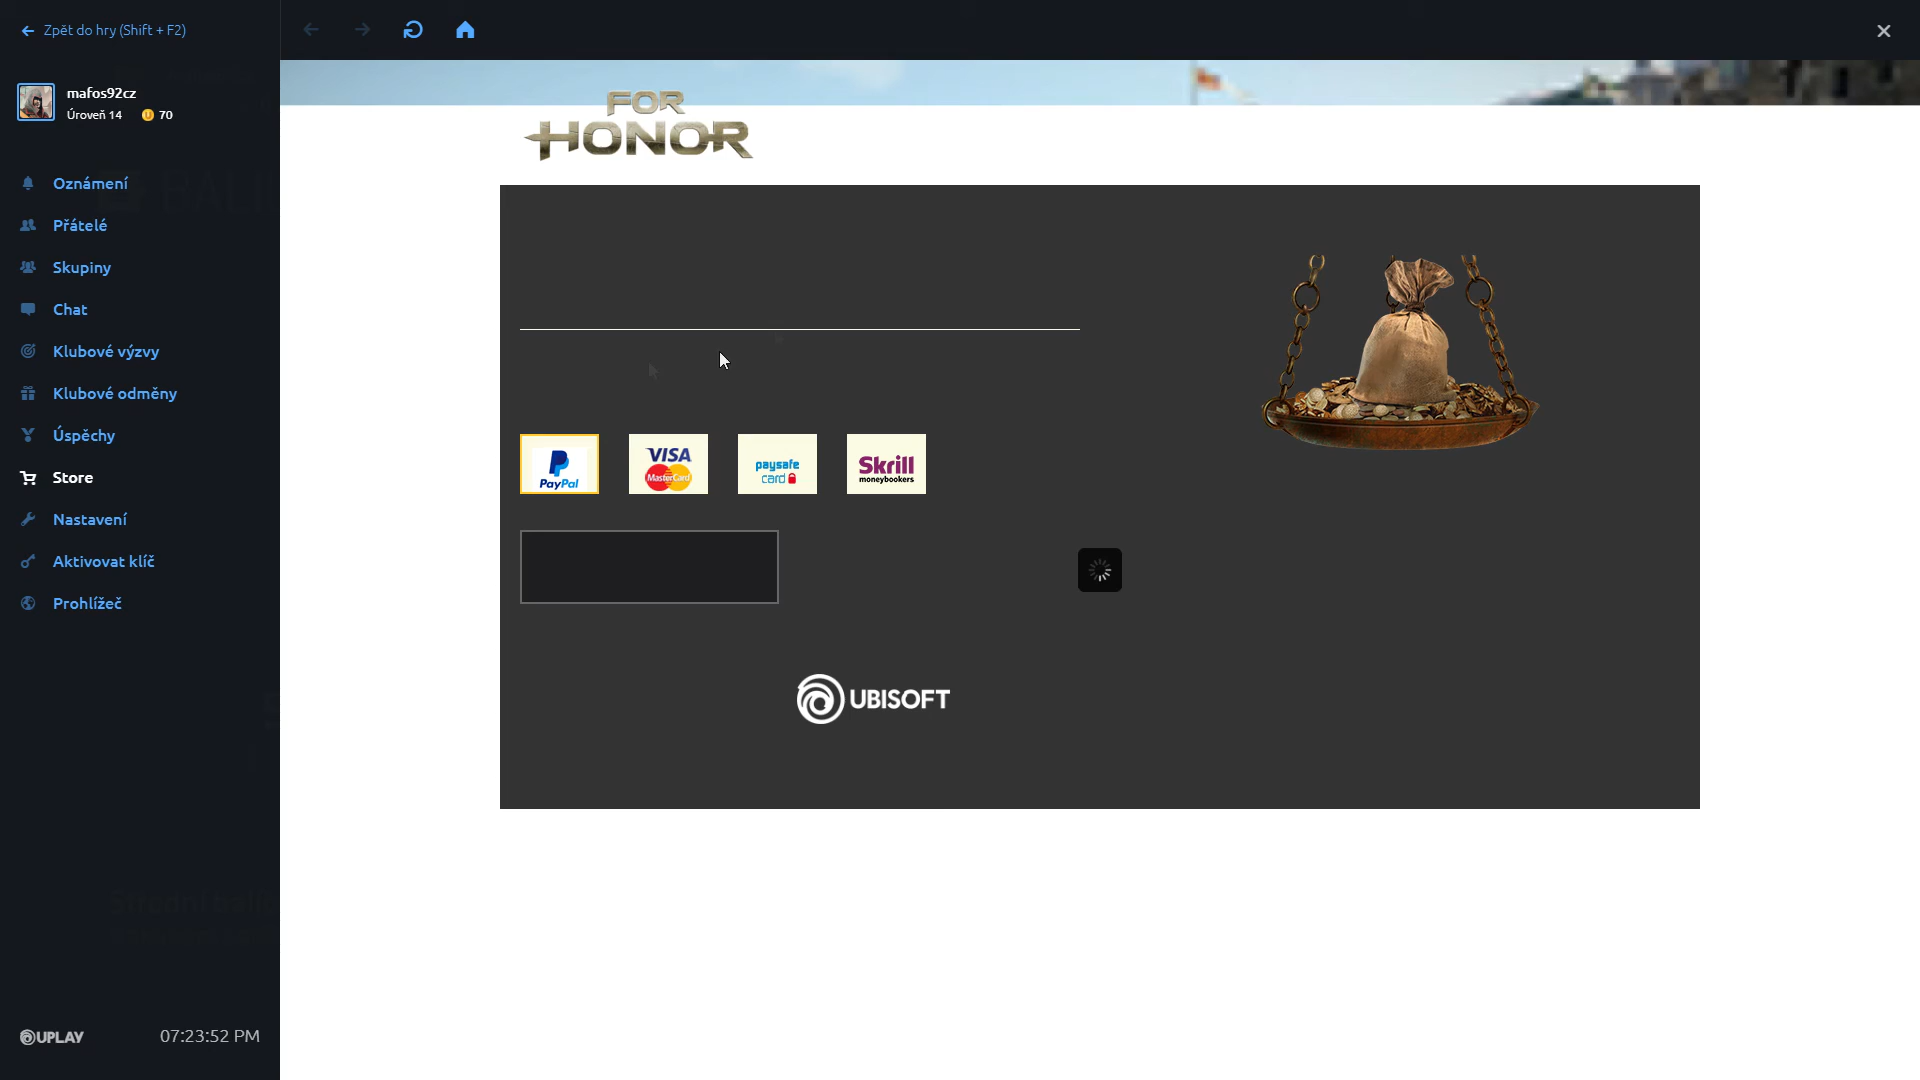 Zpět do hry (Shift + F2)
mafos92cz
Úroveň 14 70
Oznámení
Přátelé
Skupiny
Chat
Klubové výzvy
Klubové odměny
Úspěchy
Store
Nastavení
Aktivovat klíč
Prohlížeč
UPLAY 07:23:52 PM
FOR
HONOR
PayPal
VISA
MasterCard
paysafe
card
Skrill
moneybookers
UBISOFT